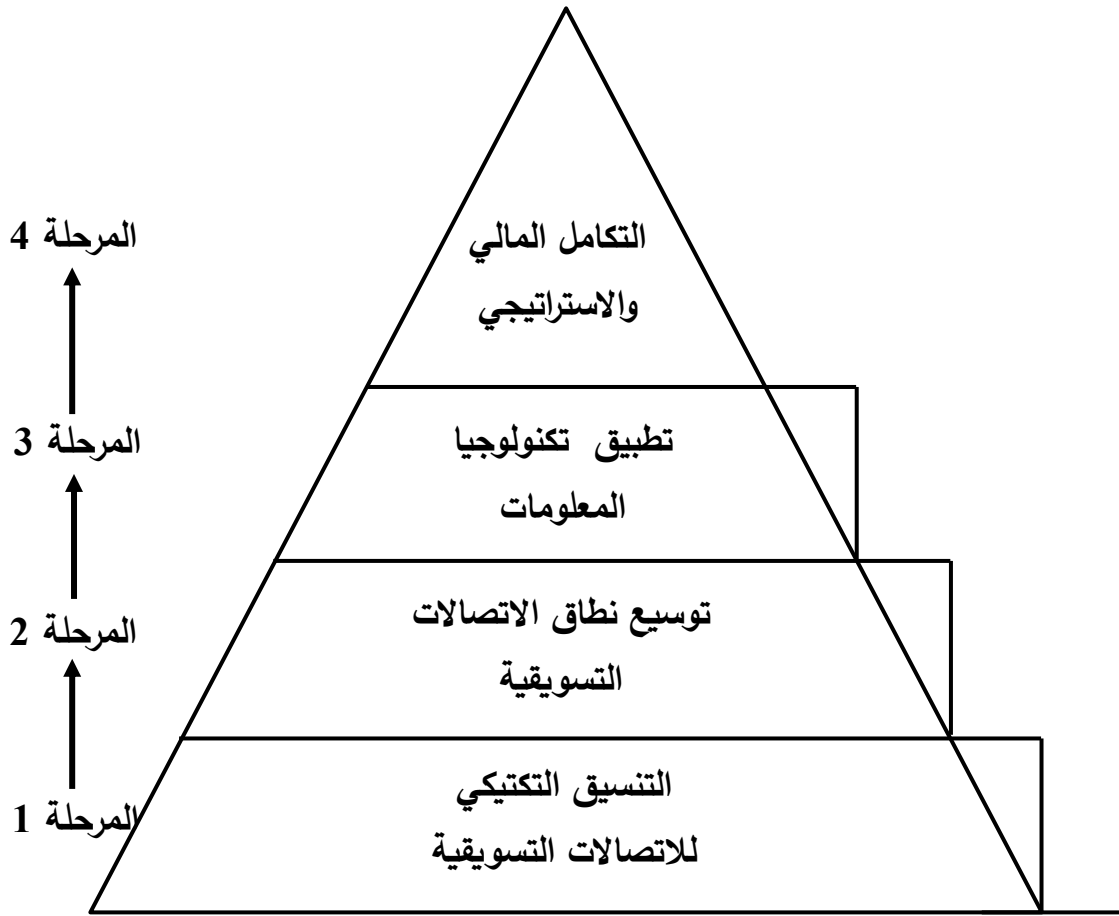 المرحلة 4
التكامل المالي
والاستراتيجي
المرحلة 3
تطبيق تكنولوجيا
المعلومات
المرحلة 2
توسيع نطاق الاتصالات
التسويقية
المرحلة 1
التنسيق التكتيكي
للاتصالات التسويقية